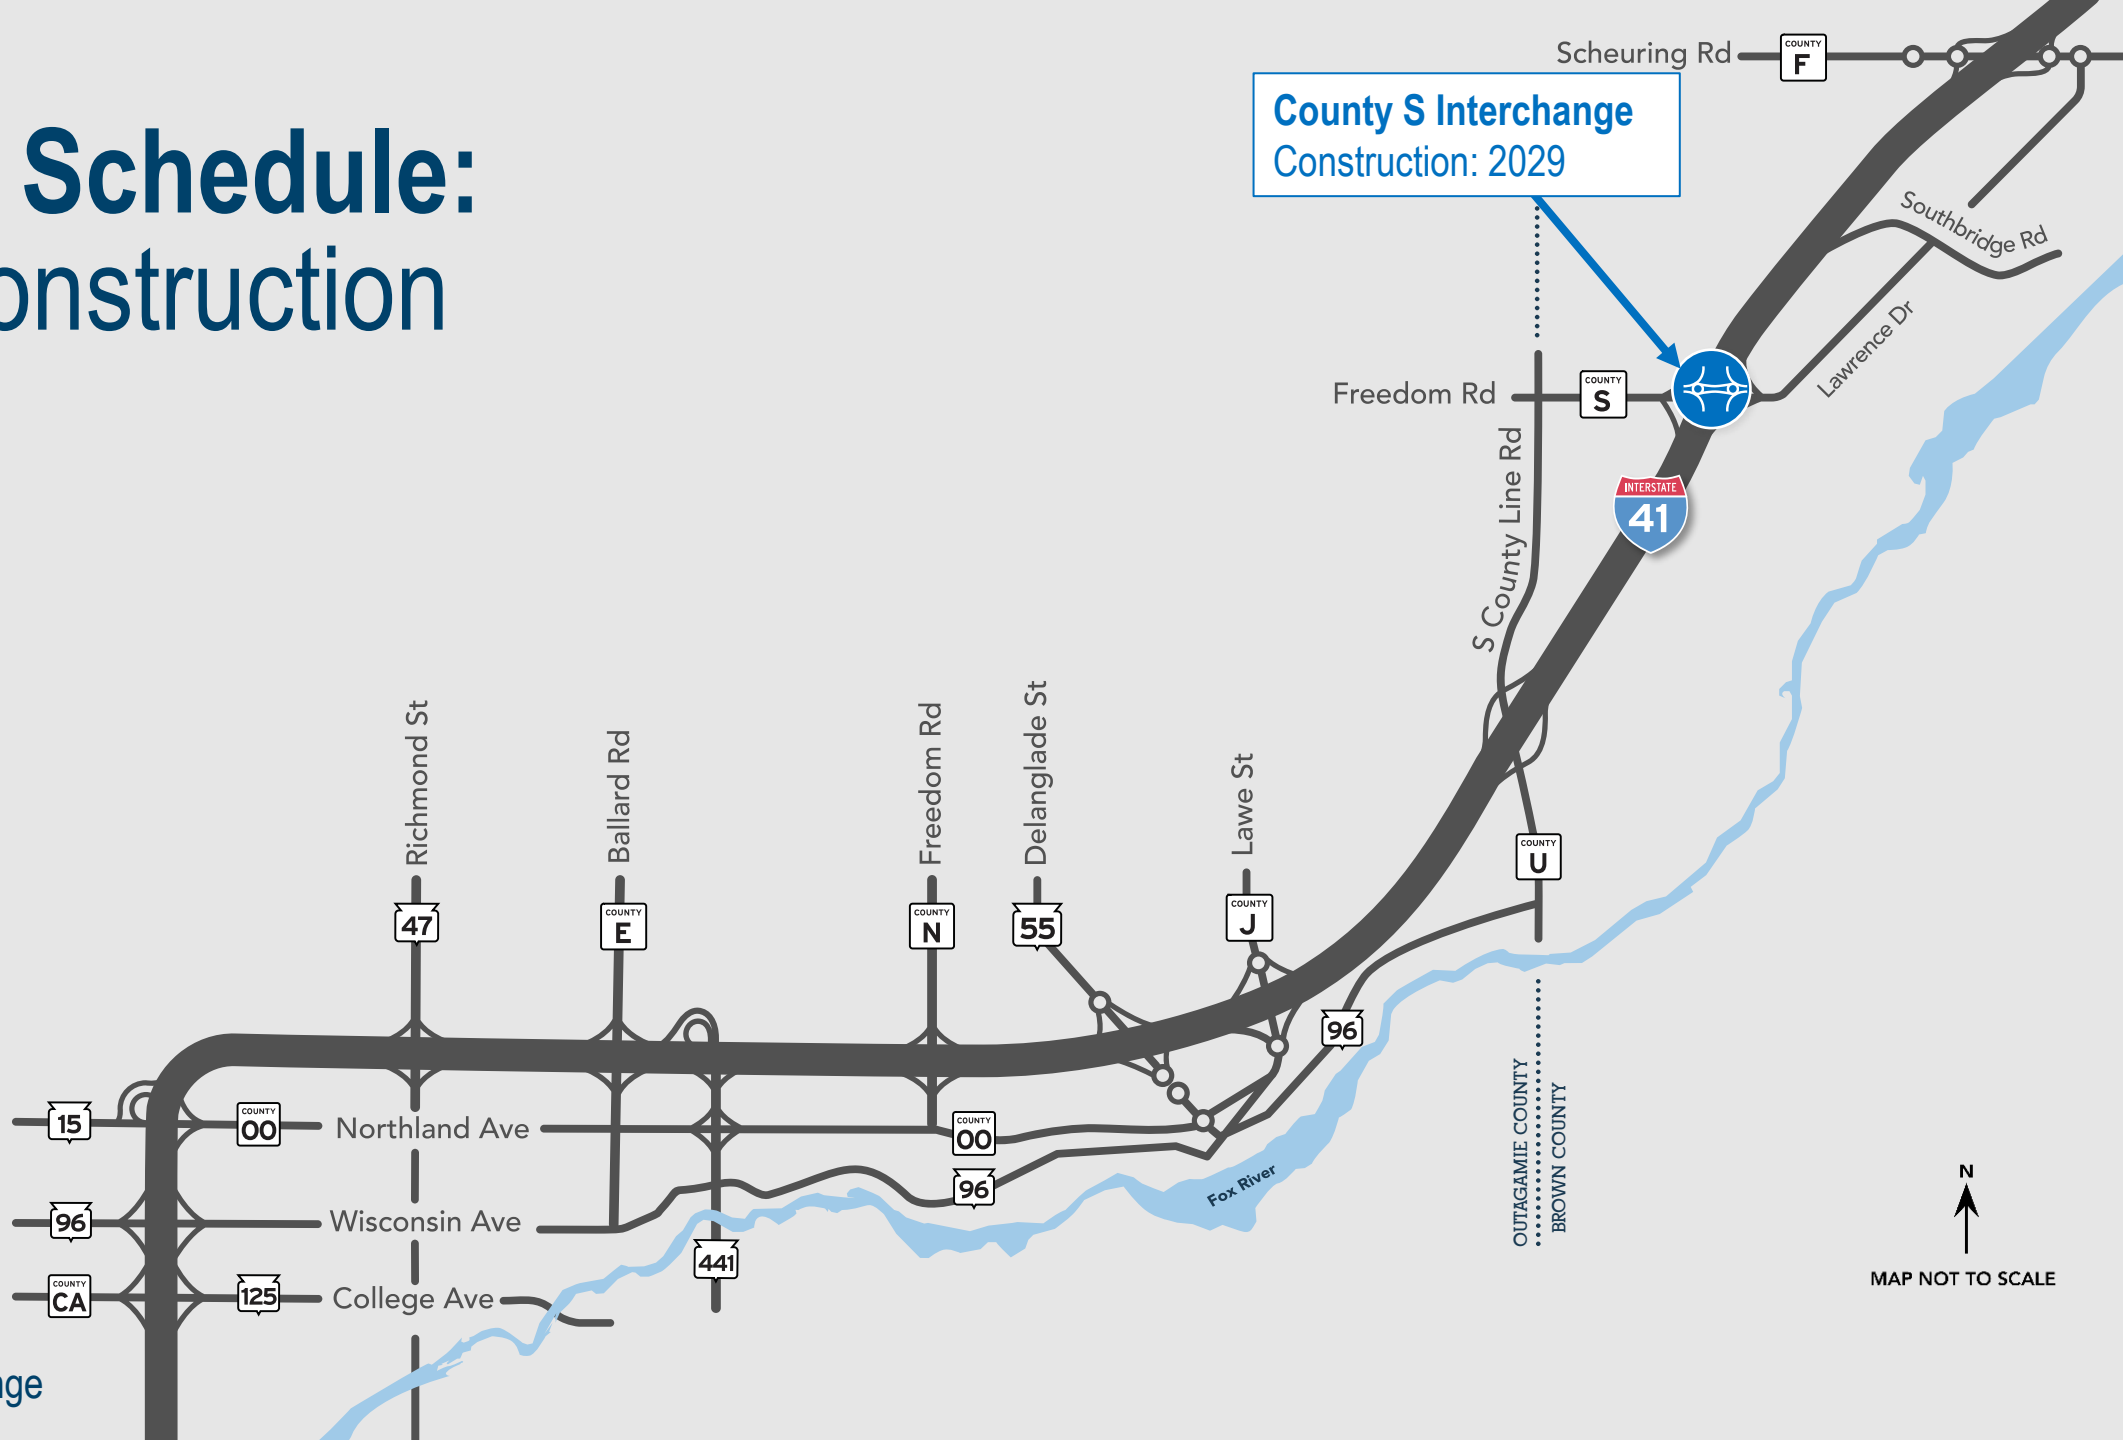 Schedule:
onstruction
Scheuring Rd
COUNTY
F
County S Interchange
Construction: 2029
Southbridge Rd
Lawrence Dr
Freedom Rd
COUNTY
S
S County Line Rd
INTERSTATE
41
Richmond St
Ballard Rd
Freedom Rd
Delanglade St
Lawe St
COUNTY
U
47
COUNTY
E
COUNTY
N
55
COUNTY
J
96
15
COUNTY
OO
Northland Ave
COUNTY
OO
96
Wisconsin Ave
96
Fox River
441
COUNTY
CA
125
College Ave
OUTAGAMIE COUNTY
BROWN COUNTY
N
MAP NOT TO SCALE
nge